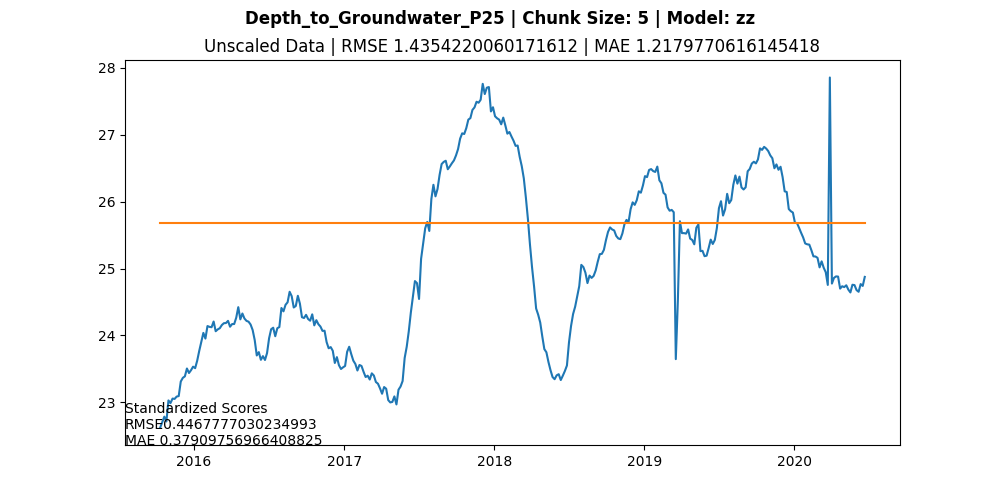 Depth_to_Groundwater_P25 | Chunk Size: 5 | Model: zz
Unscaled Data | RMSE 1.4354220060171612 | MAE 1.2179770616145418
28
27
26
25
24
23
Standardized Scores
RMSE0.4467777030234993
MAE 0.37909756966408825
2016 2017 2018 2019 2020